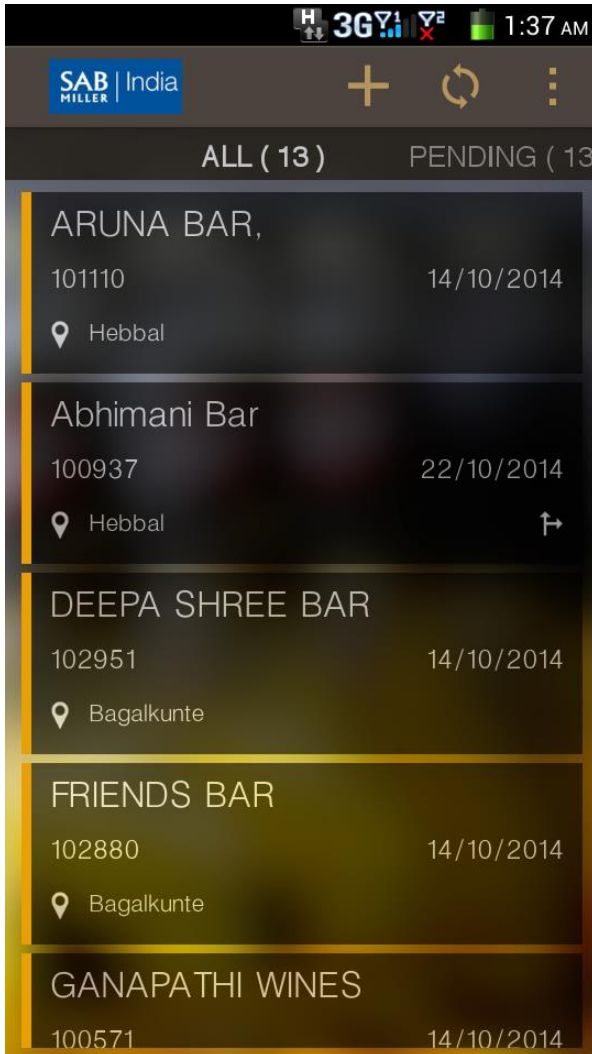 H 3G 1 2 1:37 AM
SAB MILLER | India
ALL ( 13 ) PENDING ( 13
ARUNA BAR,
101110 14/10/2014
Hebbal
Abhimani Bar
100937 22/10/2014
Hebbal
DEEPA SHREE BAR
102951 14/10/2014
Bagalkunte
FRIENDS BAR
102880 14/10/2014
Bagalkunte
GANAPATHI WINES
100571 14/10/2014